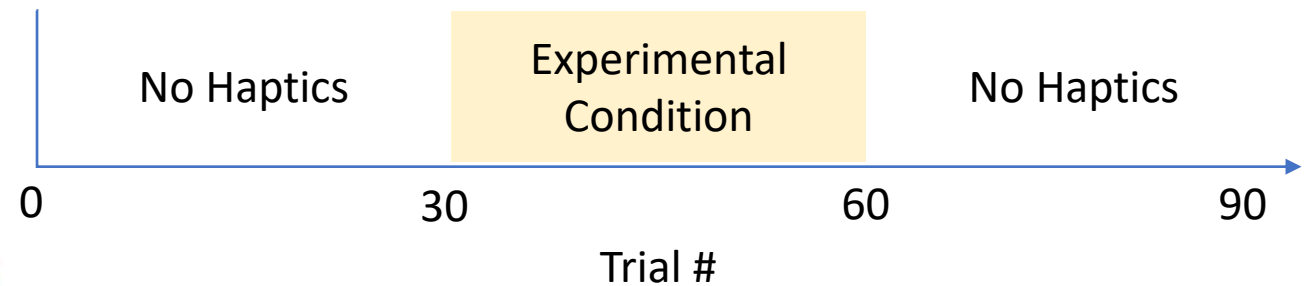 No Haptics
Experimental
Condition
No Haptics
0
30
60
90
Trial #